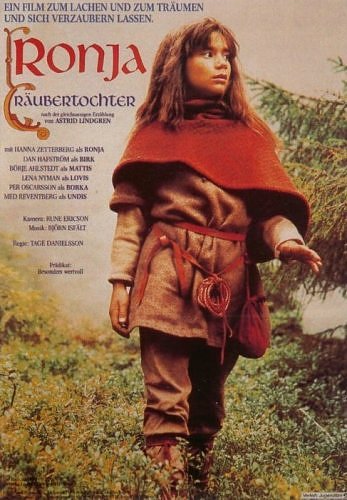 EIN FILM ZUM LACHEN UND ZUM TRÄUMEN
UND SICH VERZAUBERN LASSEN.
RONJA
RÄUBERTOCHTER
nach der gleichnamigen Erzählung
von ASTRID LINDGREN
mit HANNA ZETTERBERG als RONJA
DAN HAFSTRÖM als BIRK
BÖRJE AHLSTEDT als MATTIS
LENA NYMAN als LOVIS
PER OSCARSSON als BORKA
MED REVENTBERG als UNDIS
Kamera: RUNE ERICSON
Musik: BJÖRN ISFÄLT
Regie: TAGE DANIELSSON
Prädikat:
Besonders wertvoll